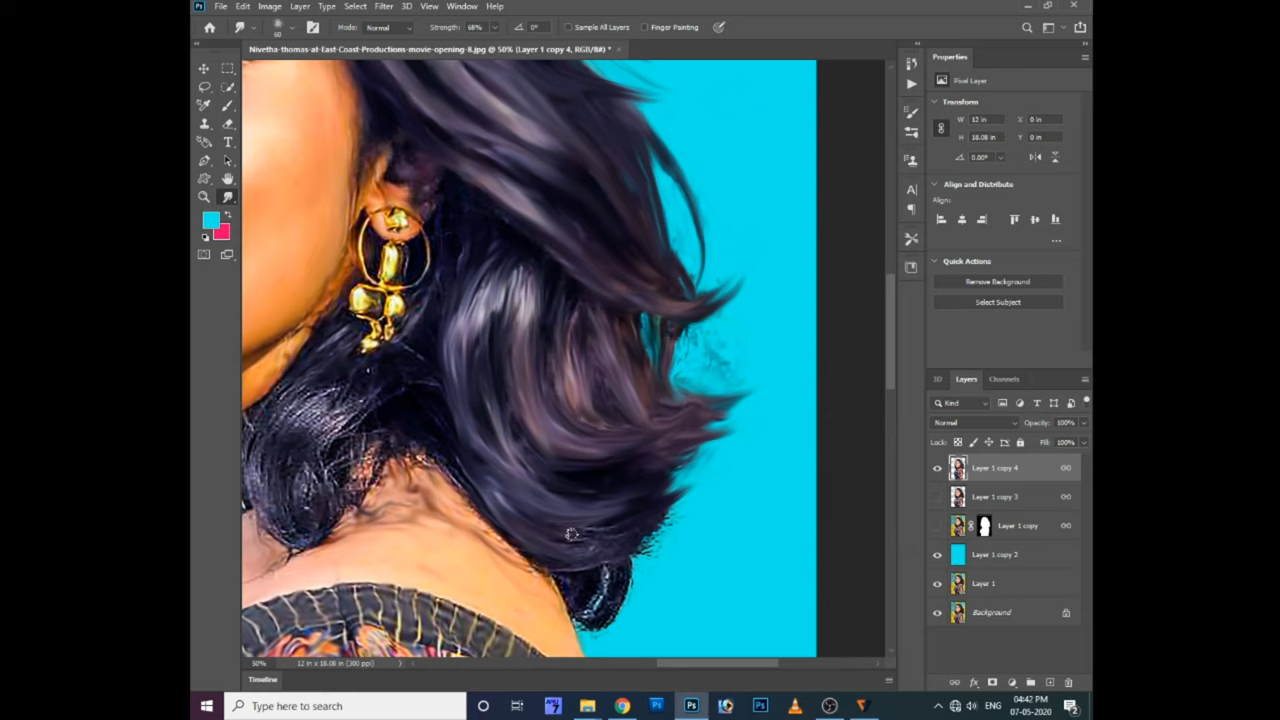 File Edit Image Layer Type Select Filter 3D View Window Help
60 Mode: Normal Strength: 68% 0° Sample All Layers Finger Painting
Nivetha-thomas-at-East-Coast-Productions-movie-opening-8.jpg @ 50% (Layer 1 copy 4, RGB/8#) *
Properties
Pixel Layer
Transform
W 12 in X 0 in
H 18.08 in Y 0 in
0.00°
Align and Distribute
Align:
Quick Actions
Remove Background
Select Subject
3D Layers Channels
Kind
Normal Opacity: 100%
Lock: Fill: 100%
Layer 1 copy 4
Layer 1 copy 3
Layer 1 copy
Layer 1 copy 2
Layer 1
Background
50% 12 in x 18.08 in (300 ppi)
Timeline
Type here to search
ENG
04:42 PM
07-05-2020
2